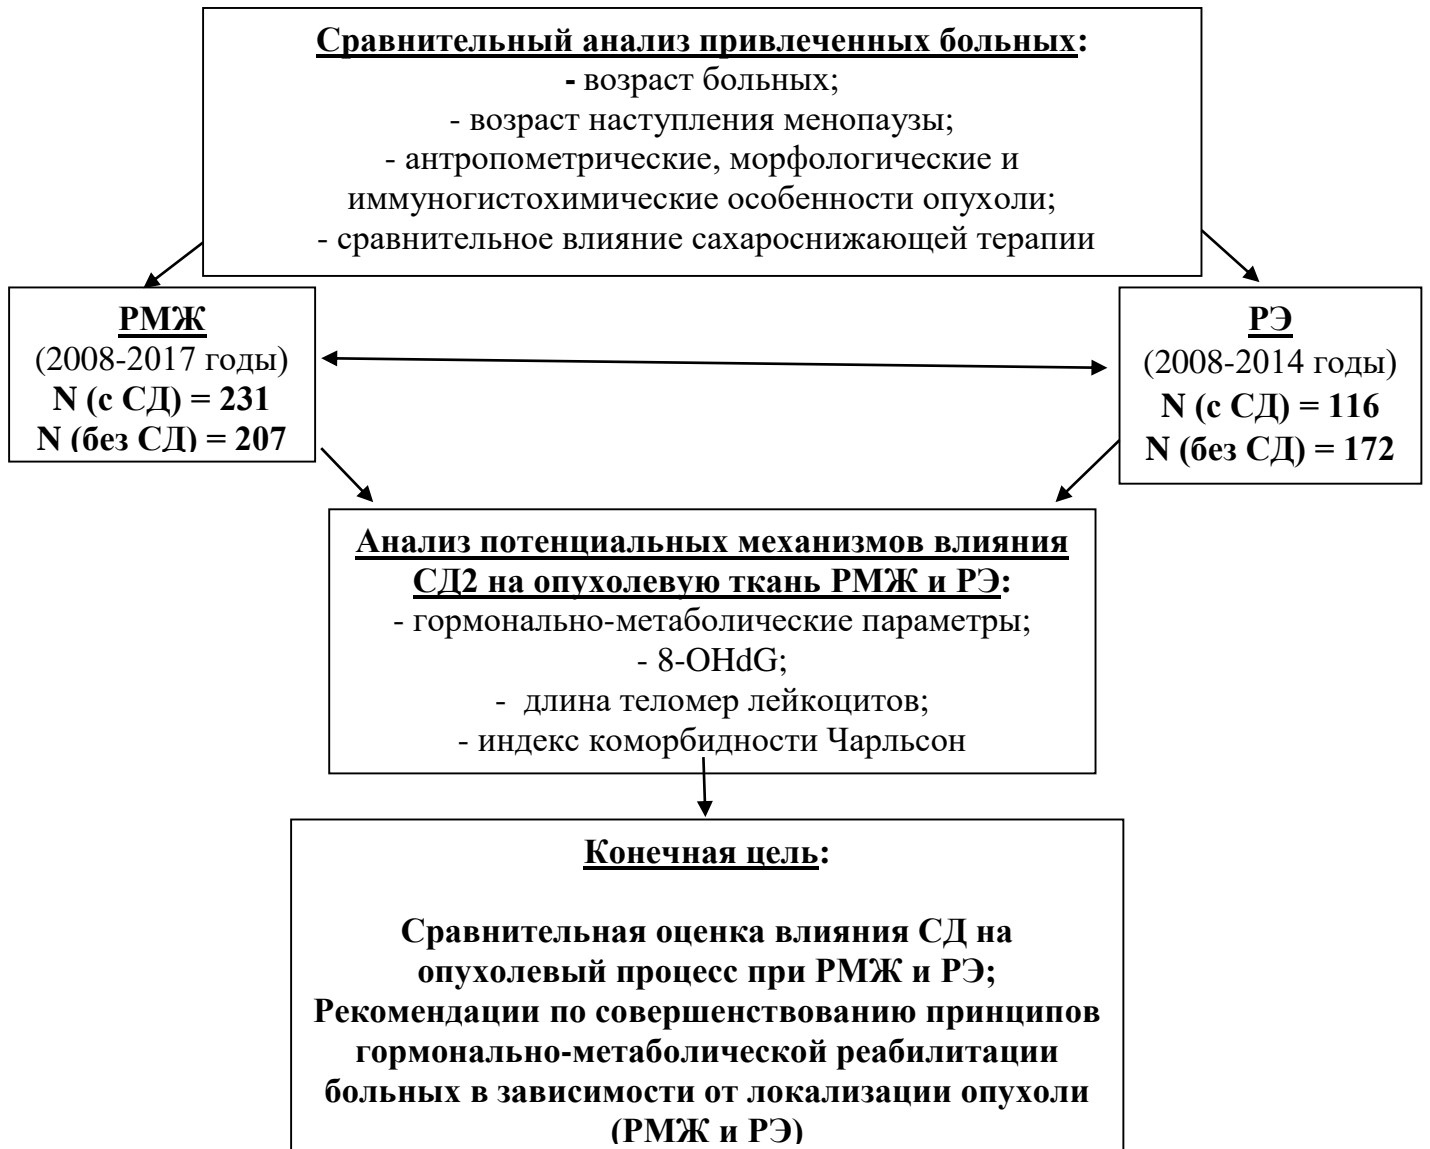 Сравнительный анализ привлеченных больных:
- возраст больных;
- возраст наступления менопаузы;
- антропометрические, морфологические и
иммуногистохимические особенности опухоли;
- сравнительное влияние сахароснижающей терапии
РМЖ
(2008-2017 годы)
N (с СД) = 231
N (без СД) = 207
РЭ
(2008-2014 годы)
N (с СД) = 116
N (без СД) = 172
Анализ потенциальных механизмов влияния
СД2 на опухолевую ткань РМЖ и РЭ:
- гормонально-метаболические параметры;
- 8-OHdG;
- длина теломер лейкоцитов;
- индекс коморбидности Чарльсон
Конечная цель:
Сравнительная оценка влияния СД на
опухолевый процесс при РМЖ и РЭ;
Рекомендации по совершенствованию принципов
гормонально-метаболической реабилитации
больных в зависимости от локализации опухоли
(РМЖ и РЭ)